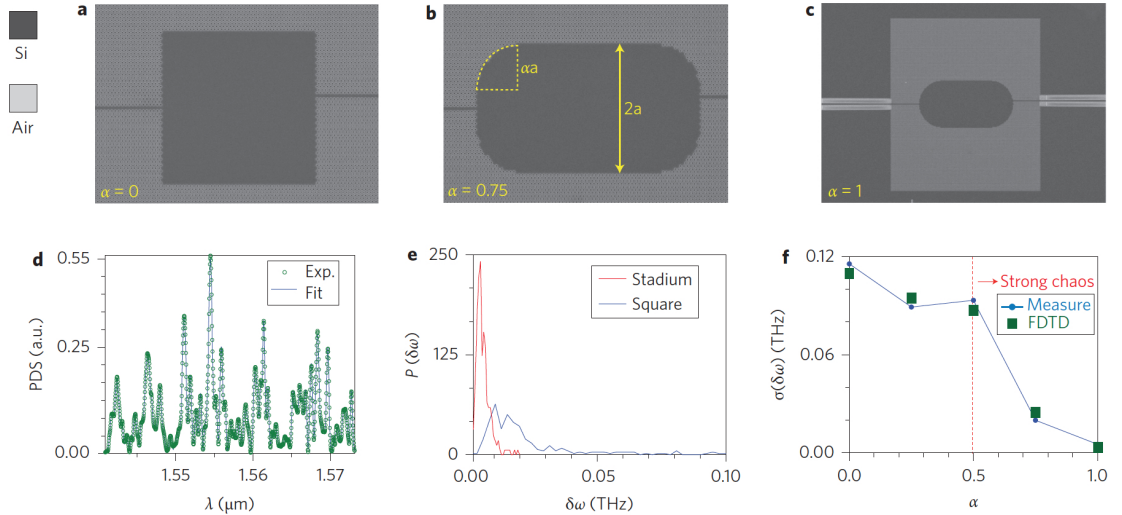 Si
Air
a
α = 0
b
αa
2a
α = 0.75
c
α = 1
d
0.55
0.25
0.00
PDS (a.u.)
Exp.
Fit
1.55
1.56
1.57
λ (μm)
e
250
125
0
P (δω)
Stadium
Square
0.00
0.05
0.10
δω (THz)
f
0.12
0.06
0.00
σ(δω) (THz)
Strong chaos
Measure
FDTD
0.0
0.5
1.0
α